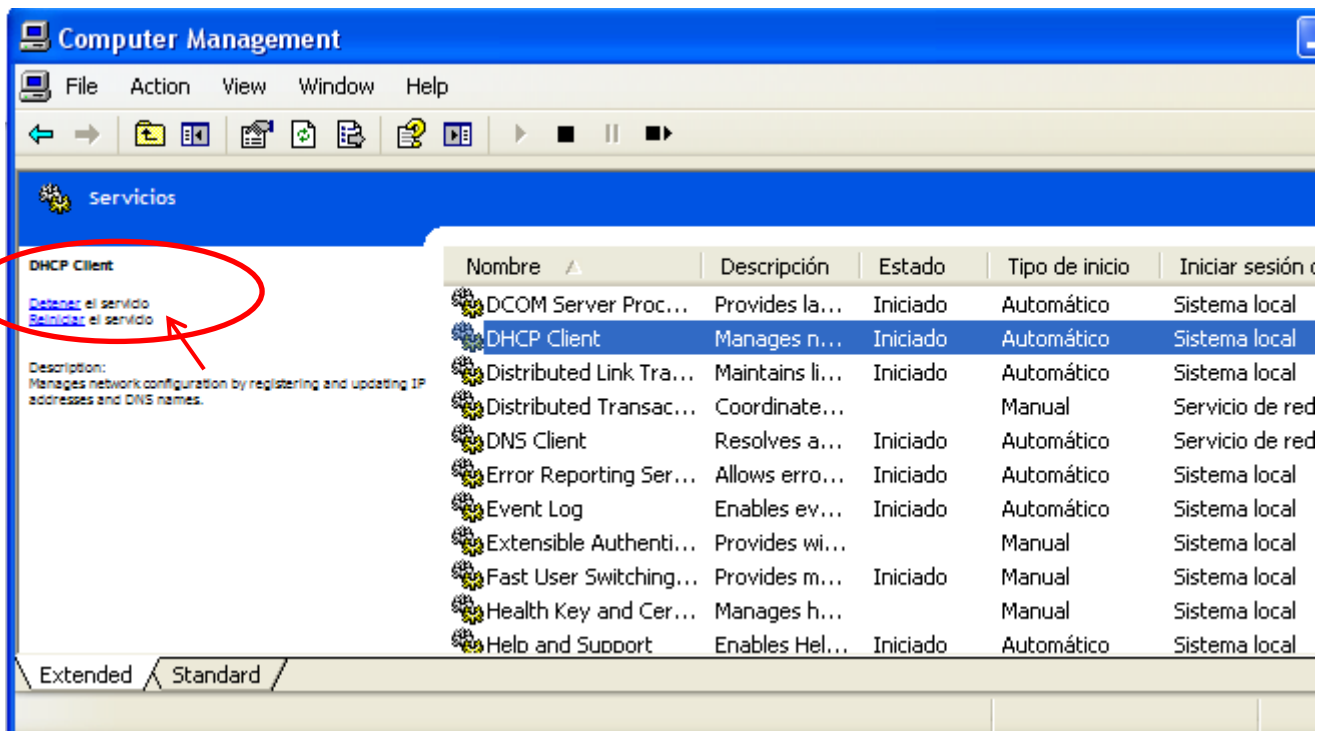 Computer Management
File Action View Window Help
Servicios
DHCP Client
Detener el servicio
Reiniciar el servicio
Description:
Manages network configuration by registering and updating IP
addresses and DNS names.
Nombre Descripción Estado Tipo de inicio Iniciar sesión
DCOM Server Proc... Provides la... Iniciado Automático Sistema local
DHCP Client Manages n... Iniciado Automático Sistema local
Distributed Link Tra... Maintains li... Iniciado Automático Sistema local
Distributed Transac... Coordinate... Manual Servicio de red
DNS Client Resolves a... Iniciado Automático Servicio de red
Error Reporting Ser... Allows erro... Iniciado Automático Sistema local
Event Log Enables ev... Iniciado Automático Sistema local
Extensible Authenti... Provides wi... Manual Sistema local
Fast User Switching... Provides m... Iniciado Manual Sistema local
Health Key and Cer... Manages h... Manual Sistema local
Help and Support Enables Hel... Iniciado Automático Sistema local
Extended Standard